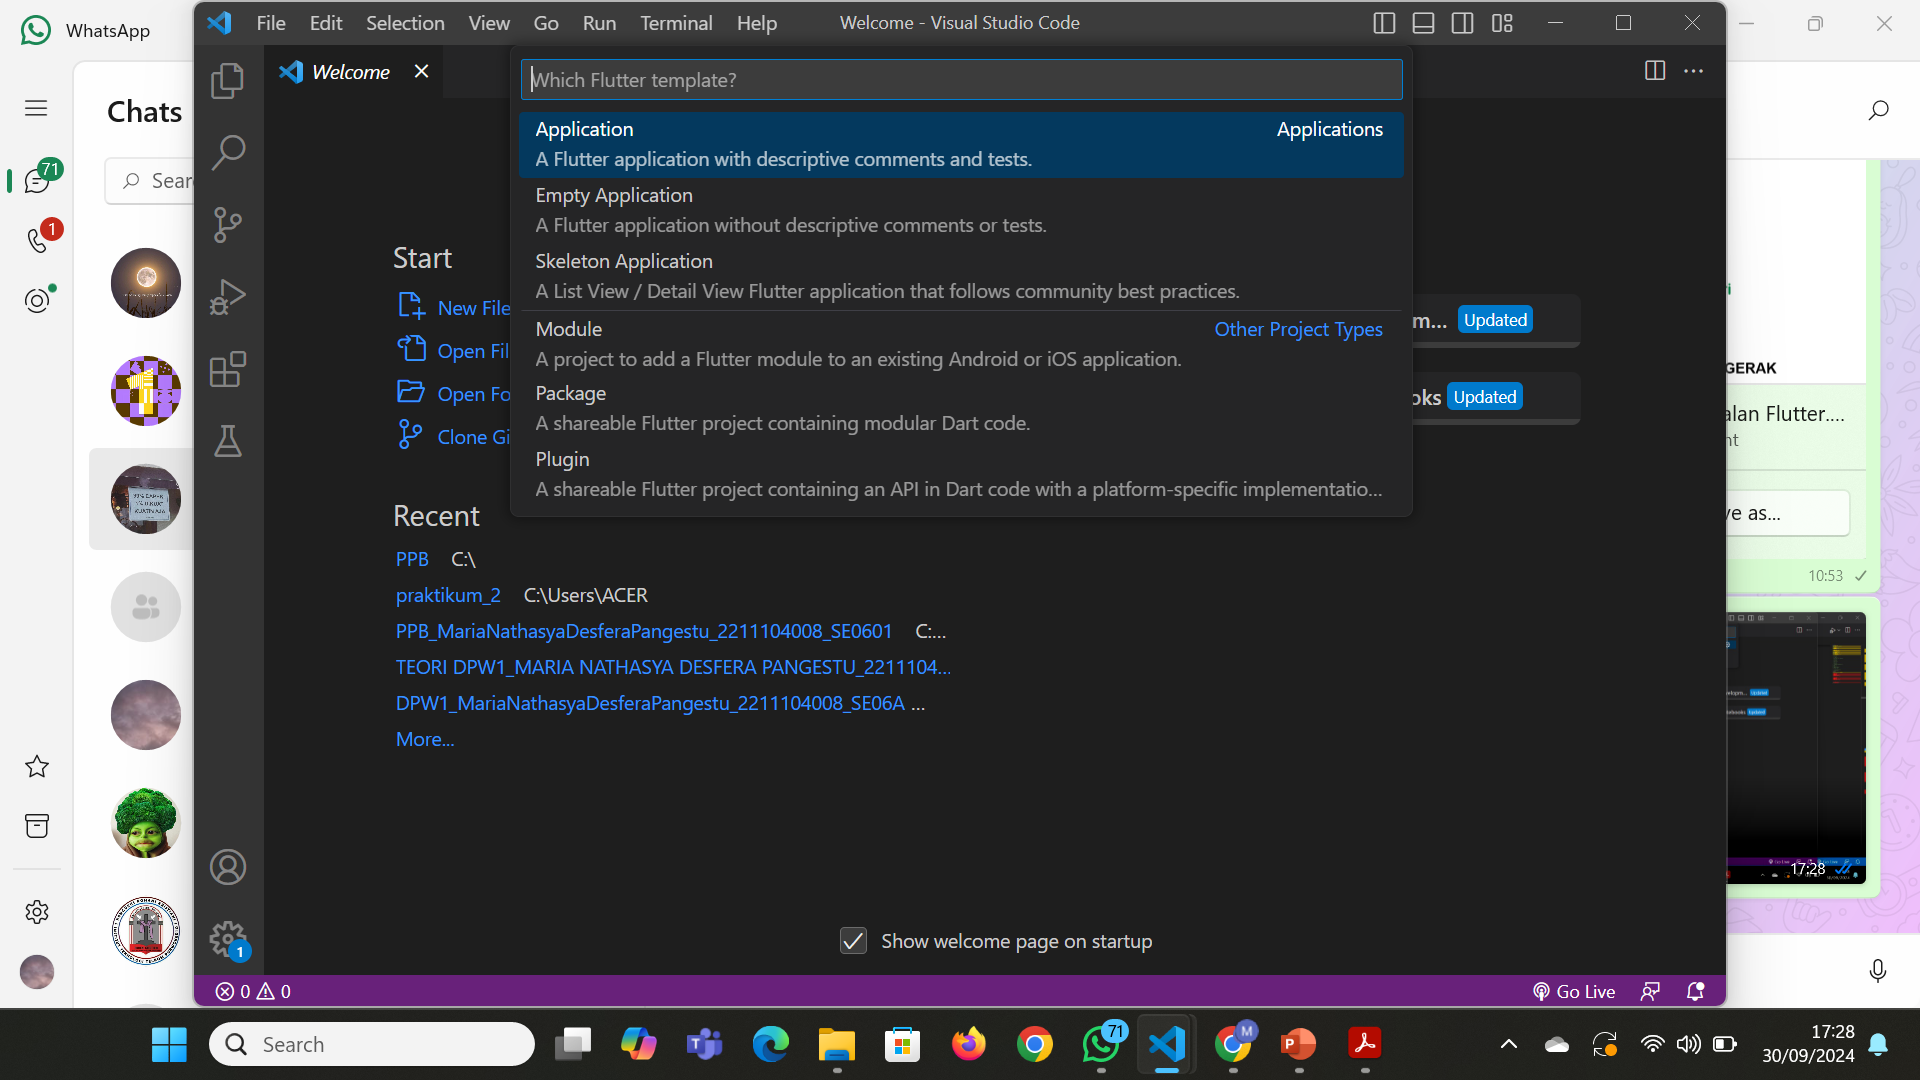 WhatsApp
File Edit Selection View Go Run Terminal Help
Welcome - Visual Studio Code
Welcome
Chats
71
1
Which Flutter template?
Application Applications
A Flutter application with descriptive comments and tests.
Empty Application
A Flutter application without descriptive comments or tests.
Skeleton Application
A List View / Detail View Flutter application that follows community best practices.
Module Other Project Types
A project to add a Flutter module to an existing Android or iOS application.
Package
A shareable Flutter project containing modular Dart code.
Plugin
A shareable Flutter project containing an API in Dart code with a platform-specific implementatio...
Start
New File
Open Fil
Open Fo
Clone Gi
m... Updated
oks Updated
Recent
PPB C:\
praktikum_2 C:\Users\ACER
PPB_MariaNathasyaDesferaPangestu_2211104008_SE0601 C:...
TEORI DPW1_MARIA NATHASYA DESFERA PANGESTU_2211104...
DPW1_MariaNathasyaDesferaPangestu_2211104008_SE06A ...
More...
Show welcome page on startup
GERAK
alan Flutter....
nt
ve as...
10:53
17:28
1
0 0
Go Live
Search
71
M
17:28
30/09/2024